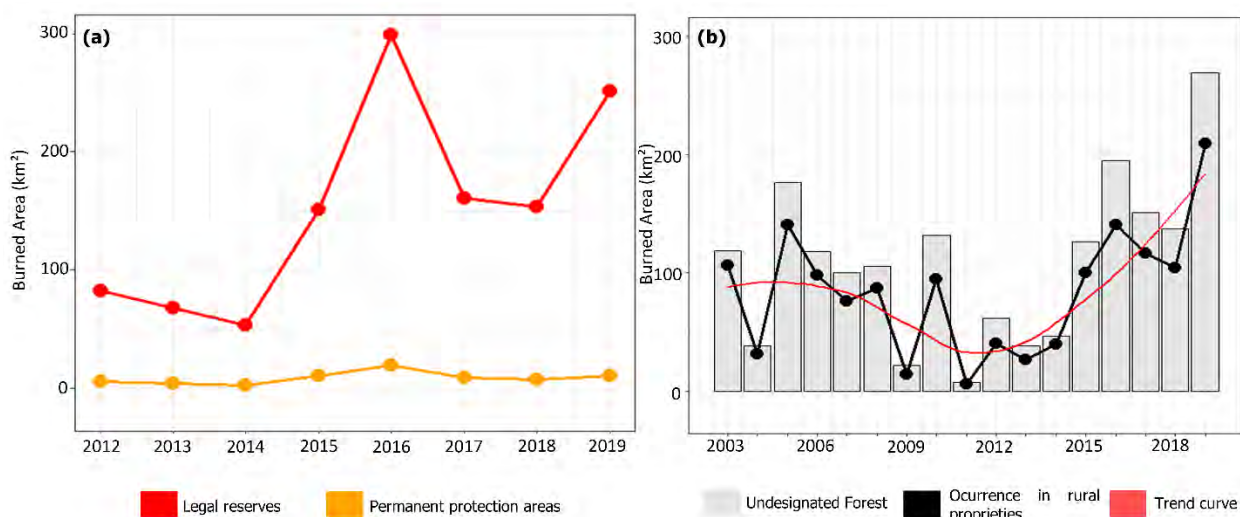 (a)
Burned Area (km²)
300
200
100
0
2012 2013 2014 2015 2016 2017 2018 2019
Legal reserves
Permanent protection areas
(b)
Burned Area (km²)
300
200
100
0
2003 2006 2009 2012 2015 2018
Undesignated Forest
Ocurrence in rural
proprieties
Trend curve